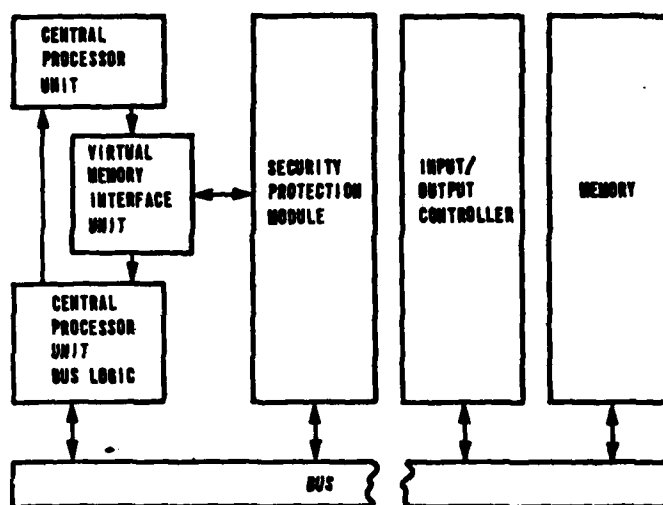 CENTRAL
PROCESSOR
UNIT
VIRTUAL
MEMORY
INTERFACE
UNIT
CENTRAL
PROCESSOR
UNIT
BUS LOGIC
SECURITY
PROTECTION
MODULE
INPUT/
OUTPUT
CONTROLLER
MEMORY
BUS